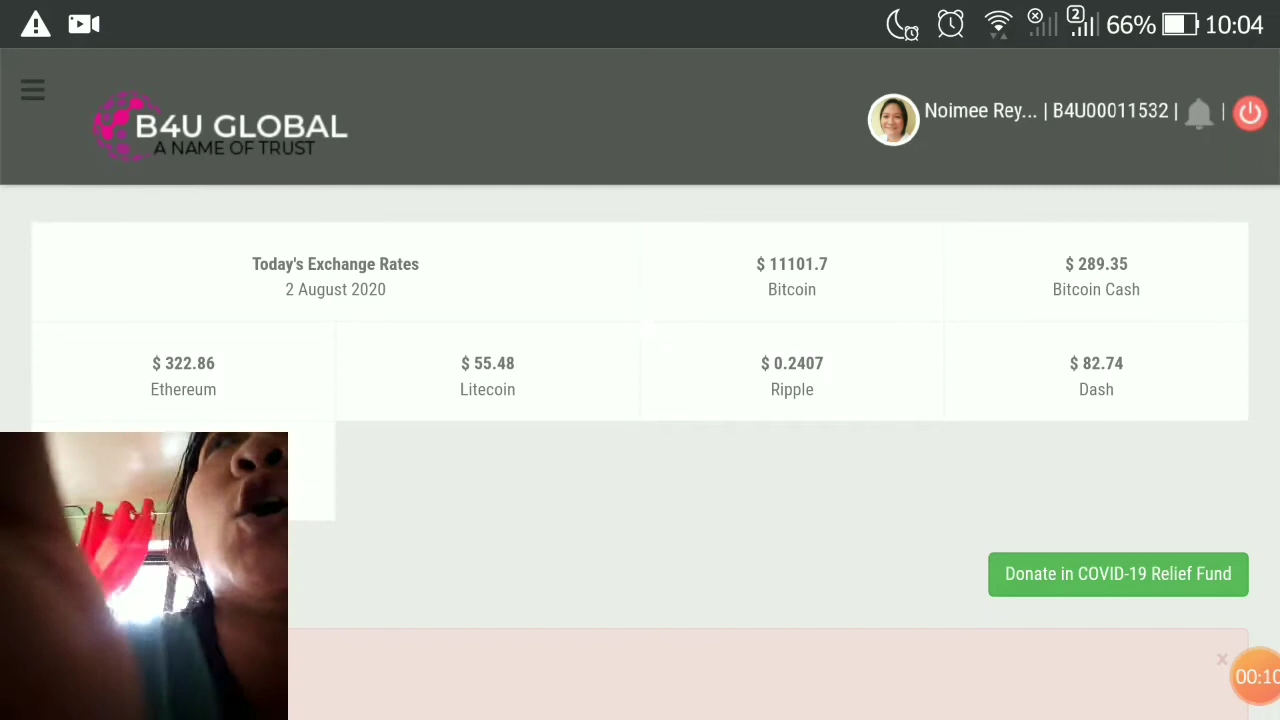 66% 10:04
2
B4U GLOBAL
A NAME OF TRUST
Noimee Rey... | B4U00011532 | |
Today's Exchange Rates
2 August 2020
$ 11101.7
Bitcoin
$ 289.35
Bitcoin Cash
$ 322.86
Ethereum
$ 55.48
Litecoin
$ 0.2407
Ripple
$ 82.74
Dash
Donate in COVID-19 Relief Fund
×
00:10